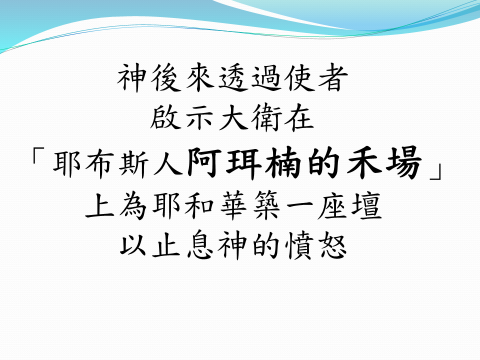 神後來透過使者
啟示大衛在
「耶布斯人阿珥楠的禾場」
上為耶和華築一座壇
以止息神的憤怒